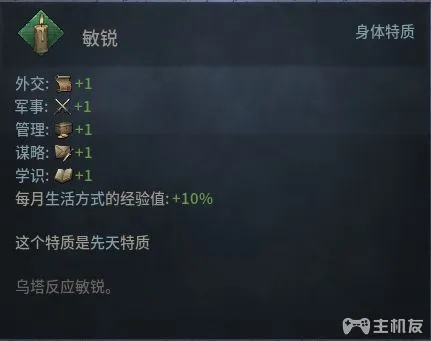 敏锐
身体特质
外交: +1
军事: +1
管理: +1
谋略: +1
学识: +1
每月生活方式的经验值: +10%
这个特质是先天特质
乌塔反应敏锐。
主机友